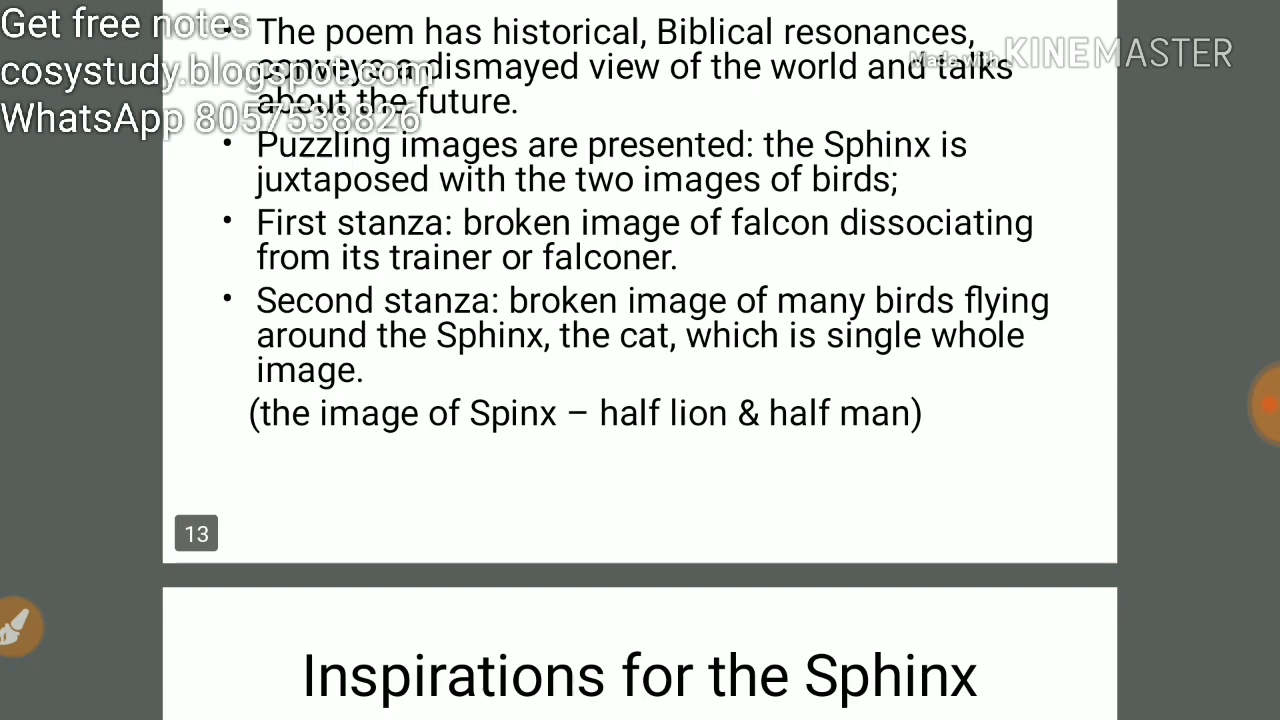 Get free notes
cosystudy.blogspot.com
WhatsApp 8057538826
Made with KINEMASTER
• The poem has historical, Biblical resonances,
conveys a dismayed view of the world and talks
about the future.
• Puzzling images are presented: the Sphinx is
juxtaposed with the two images of birds;
• First stanza: broken image of falcon dissociating
from its trainer or falconer.
• Second stanza: broken image of many birds flying
around the Sphinx, the cat, which is single whole
image.
(the image of Spinx – half lion & half man)
13
Inspirations for the Sphinx